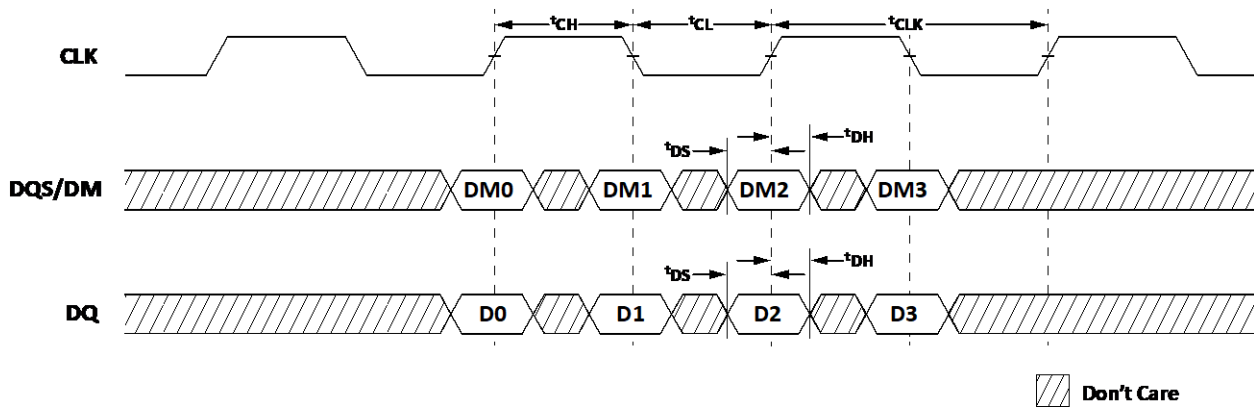 tCH tCL tCLK
CLK
tDS tDH
DQS/DM DM0 DM1 DM2 DM3
tDS tDH
DQ D0 D1 D2 D3
Don't Care